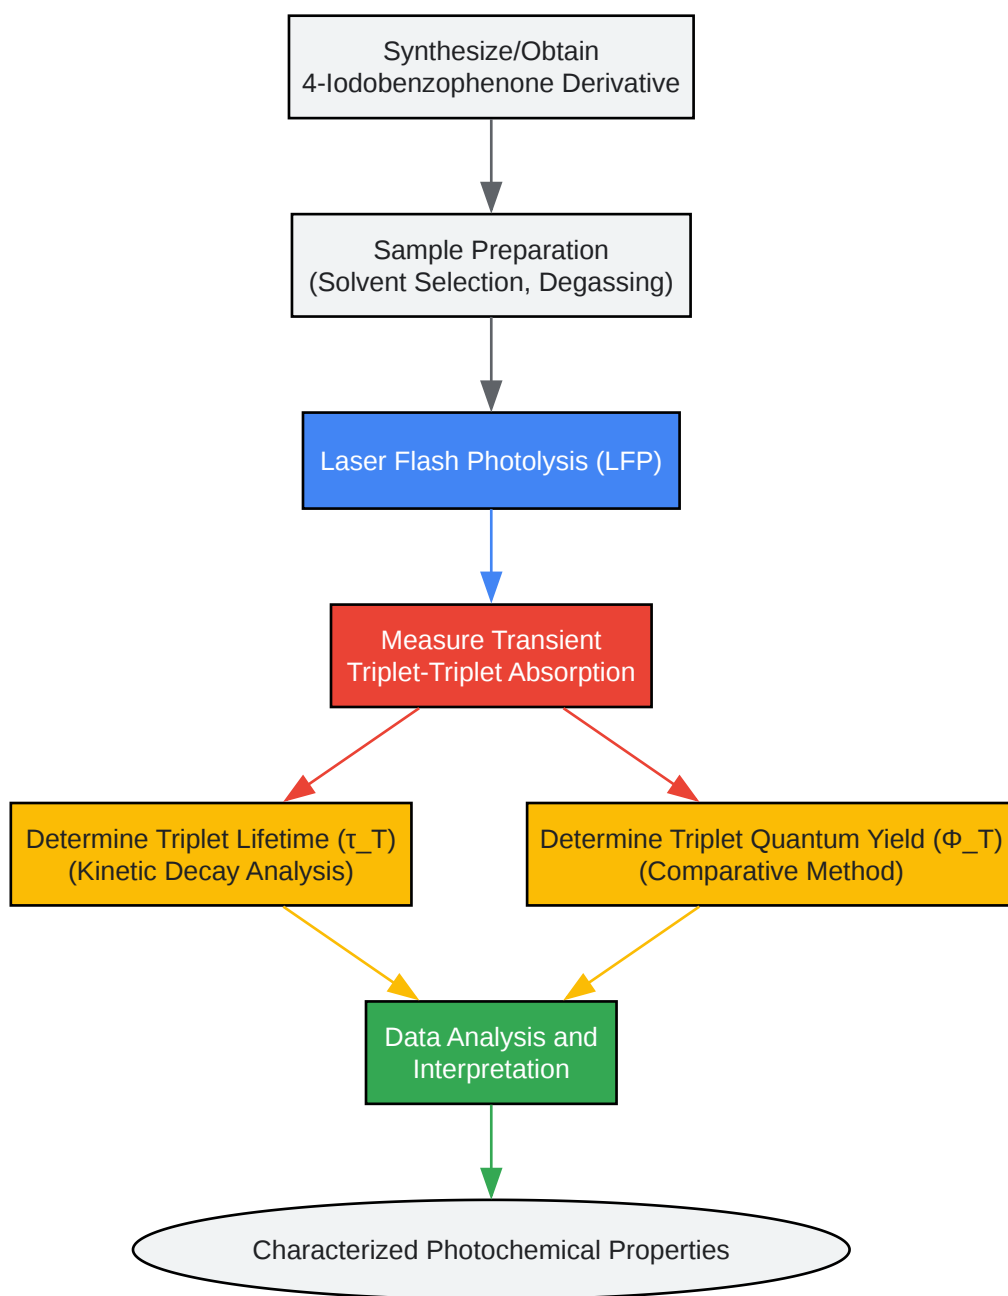 Synthesize/Obtain
4-Iodobenzophenone Derivative
Sample Preparation
(Solvent Selection, Degassing)
Laser Flash Photolysis (LFP)
Measure Transient
Triplet-Triplet Absorption
Determine Triplet Lifetime (τ_T)
(Kinetic Decay Analysis)
Determine Triplet Quantum Yield (Φ_T)
(Comparative Method)
Data Analysis and
Interpretation
Characterized Photochemical Properties